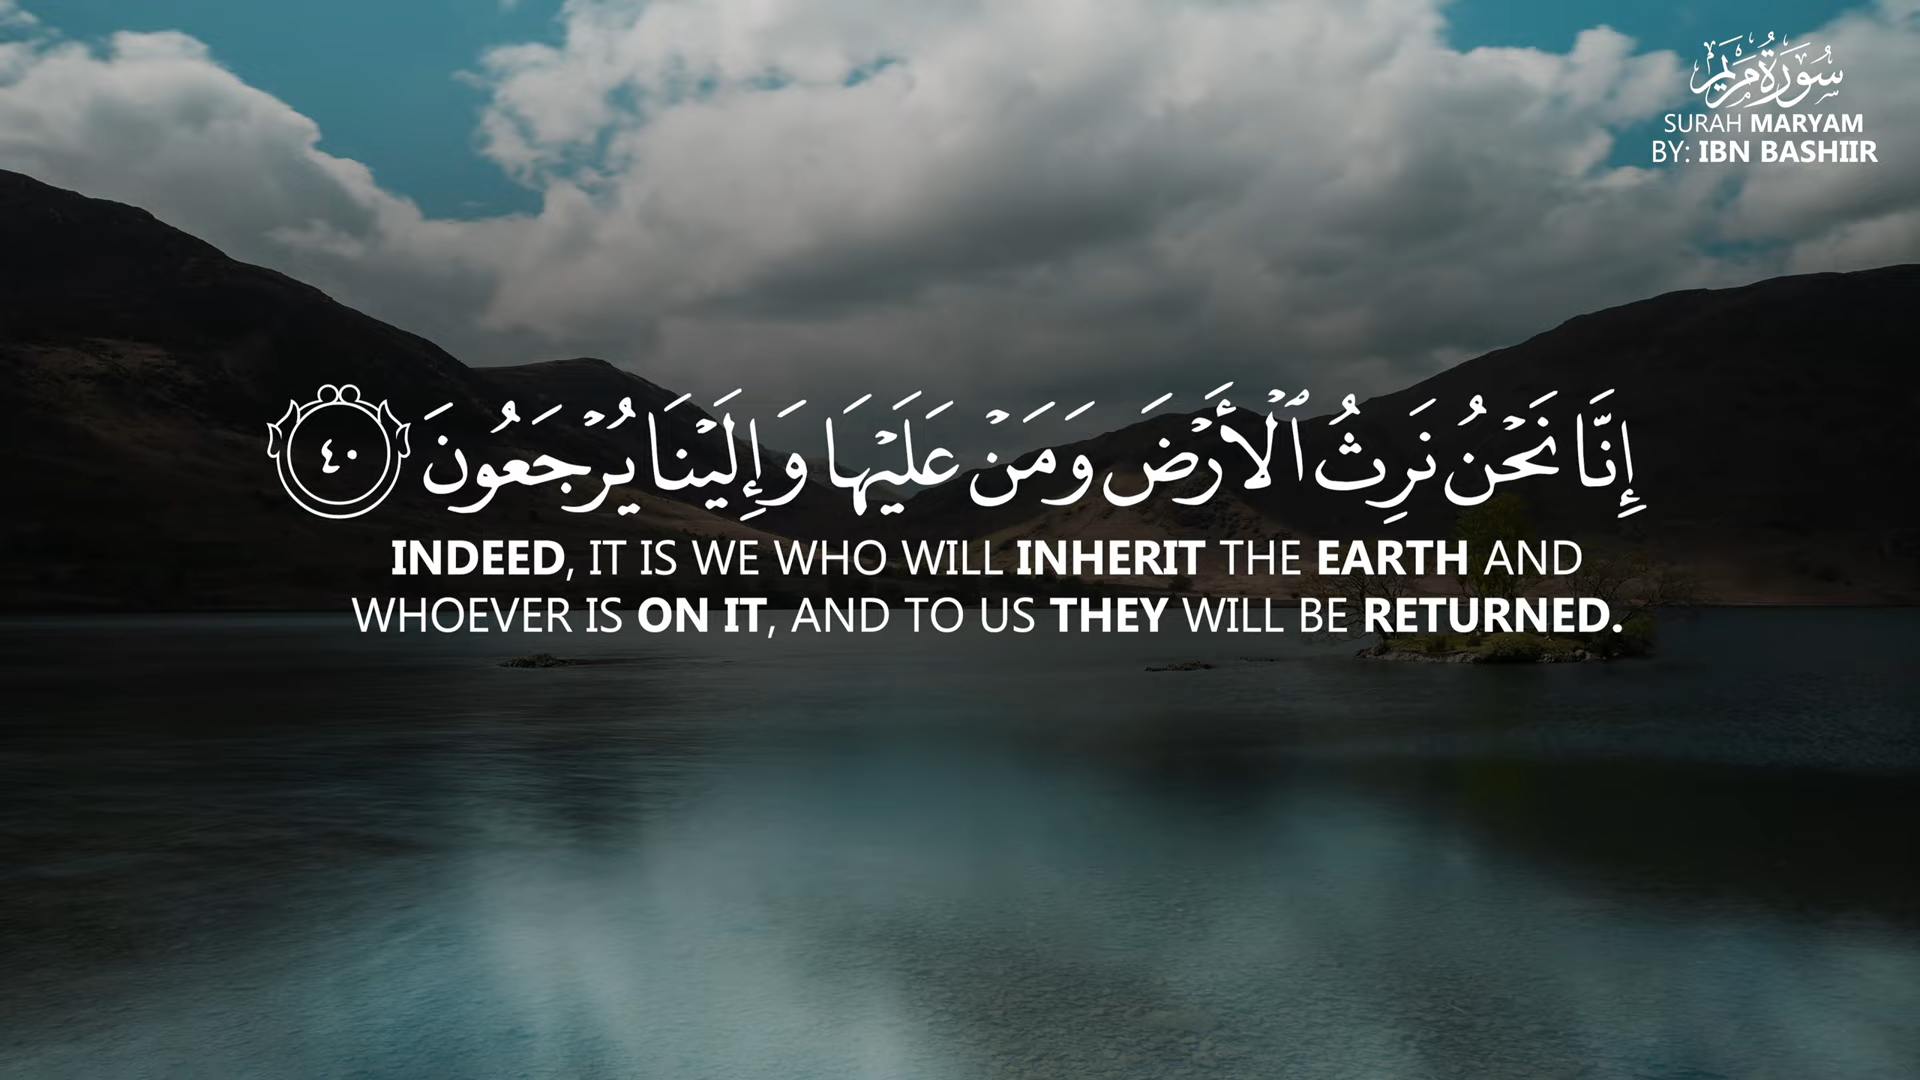 سُورَةُ مَرْيَم
SURAH MARYAM
BY: IBN BASHIIR
إِنَّا نَحۡنُ نَرِثُ ٱلۡأَرۡضَ وَمَنۡ عَلَيۡهَا وَإِلَيۡنَا يُرۡجَعُونَ ٤٠
INDEED, IT IS WE WHO WILL INHERIT THE EARTH AND
WHOEVER IS ON IT, AND TO US THEY WILL BE RETURNED.